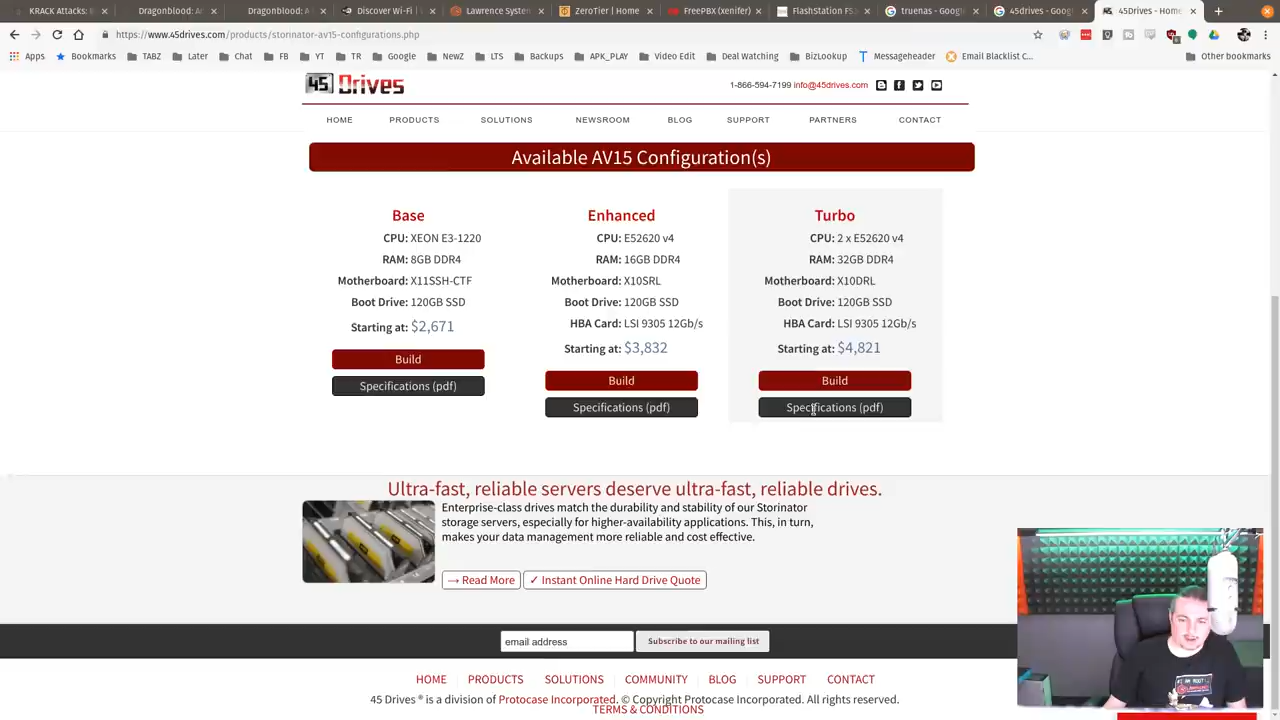 KRACK Attacks: B
Dragonblood: An
Dragonblood: A
Discover Wi-Fi |
Lawrence System
ZeroTier | Home
FreePBX (xenifer)
FlashStation FS3
truenas - Google
45drives - Googl
45Drives - Home
https://www.45drives.com/products/storinator-av15-configurations.php
Apps Bookmarks TABZ Later Chat FB YT TR Google NewZ LTS Backups APK_PLAY Video Edit Deal Watching BizLookup Messageheader Email Blacklist C... Other bookmarks
45 Drives
1-866-594-7199 info@45drives.com
HOME PRODUCTS SOLUTIONS NEWSROOM BLOG SUPPORT PARTNERS CONTACT
Available AV15 Configuration(s)
Base
CPU: XEON E3-1220
RAM: 8GB DDR4
Motherboard: X11SSH-CTF
Boot Drive: 120GB SSD
Starting at: $2,671
Build
Specifications (pdf)
Enhanced
CPU: E52620 v4
RAM: 16GB DDR4
Motherboard: X10SRL
Boot Drive: 120GB SSD
HBA Card: LSI 9305 12Gb/s
Starting at: $3,832
Build
Specifications (pdf)
Turbo
CPU: 2 x E52620 v4
RAM: 32GB DDR4
Motherboard: X10DRL
Boot Drive: 120GB SSD
HBA Card: LSI 9305 12Gb/s
Starting at: $4,821
Build
Specifications (pdf)
Ultra-fast, reliable servers deserve ultra-fast, reliable drives.
Enterprise-class drives match the durability and stability of our Storinator
storage servers, especially for higher-availability applications. This, in turn,
makes your data management more reliable and cost effective.
→ Read More ✓ Instant Online Hard Drive Quote
email address Subscribe to our mailing list
HOME PRODUCTS SOLUTIONS COMMUNITY BLOG SUPPORT CONTACT
45 Drives ® is a division of Protocase Incorporated. © Copyright Protocase Incorporated. All rights reserved.
TERMS & CONDITIONS